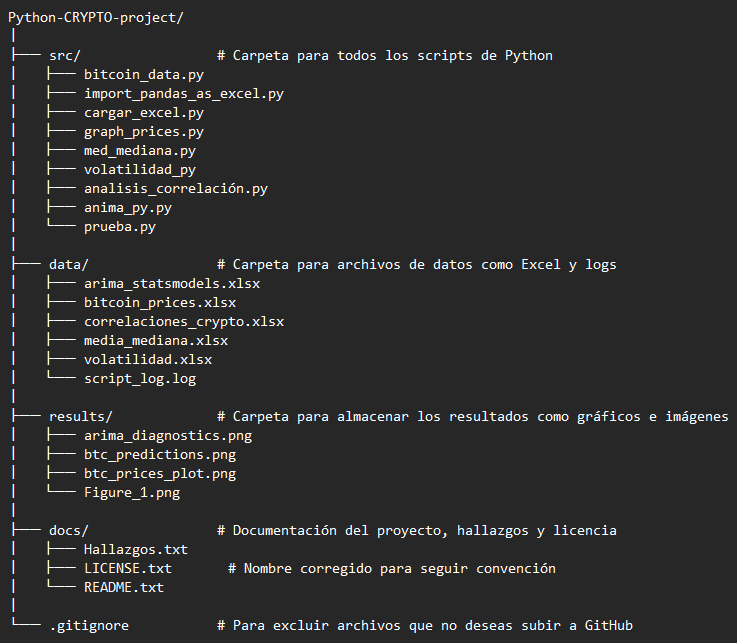 Python-CRYPTO-project/
│
├── src/                  # Carpeta para todos los scripts de Python
│   ├── bitcoin_data.py
│   ├── import_pandas_as_excel.py
│   ├── cargar_excel.py
│   ├── graph_prices.py
│   ├── med_mediana.py
│   ├── volatilidad_py
│   ├── analisis_correlación.py
│   ├── anima_py.py
│   └── prueba.py
│
├── data/                 # Carpeta para archivos de datos como Excel y logs
│   ├── arima_statsmodels.xlsx
│   ├── bitcoin_prices.xlsx
│   ├── correlaciones_crypto.xlsx
│   ├── media_mediana.xlsx
│   ├── volatilidad.xlsx
│   └── script_log.log
│
├── results/              # Carpeta para almacenar los resultados como gráficos e imágenes
│   ├── arima_diagnostics.png
│   ├── btc_predictions.png
│   ├── btc_prices_plot.png
│   └── Figure_1.png
│
├── docs/                 # Documentación del proyecto, hallazgos y licencia
│   ├── Hallazgos.txt
│   ├── LICENSE.txt       # Nombre corregido para seguir convención
│   └── README.txt
│
└── .gitignore            # Para excluir archivos que no deseas subir a GitHub